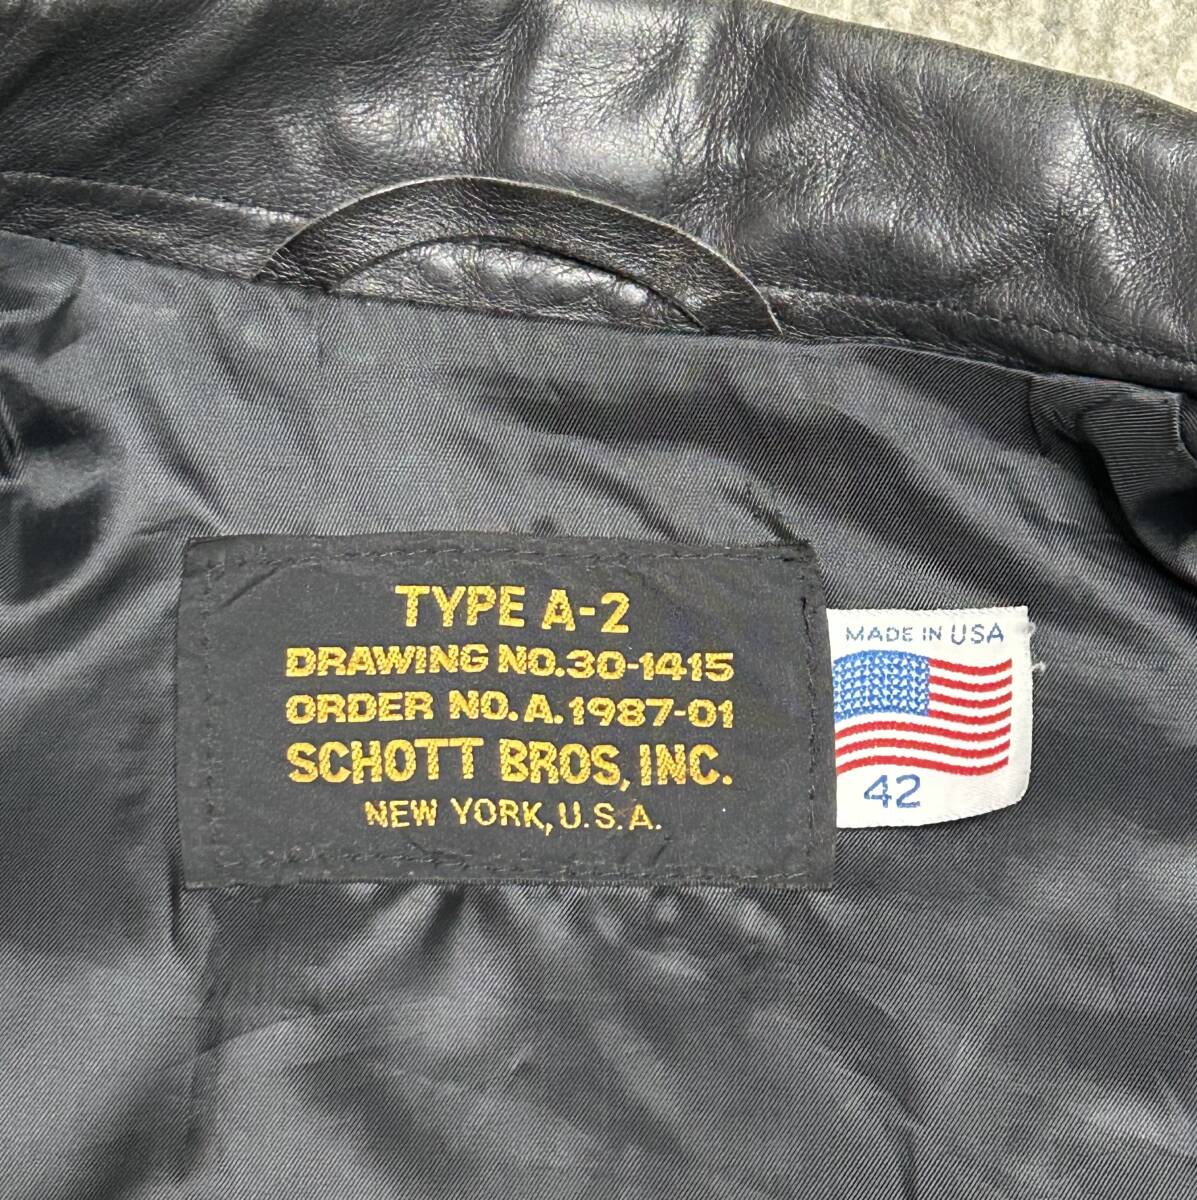 TYPE A-2
DRAWING NO.30-1415
ORDER NO.A.1987-01
SCHOTT BROS, INC.
NEW YORK, U.S.A.
MADE IN USA
42